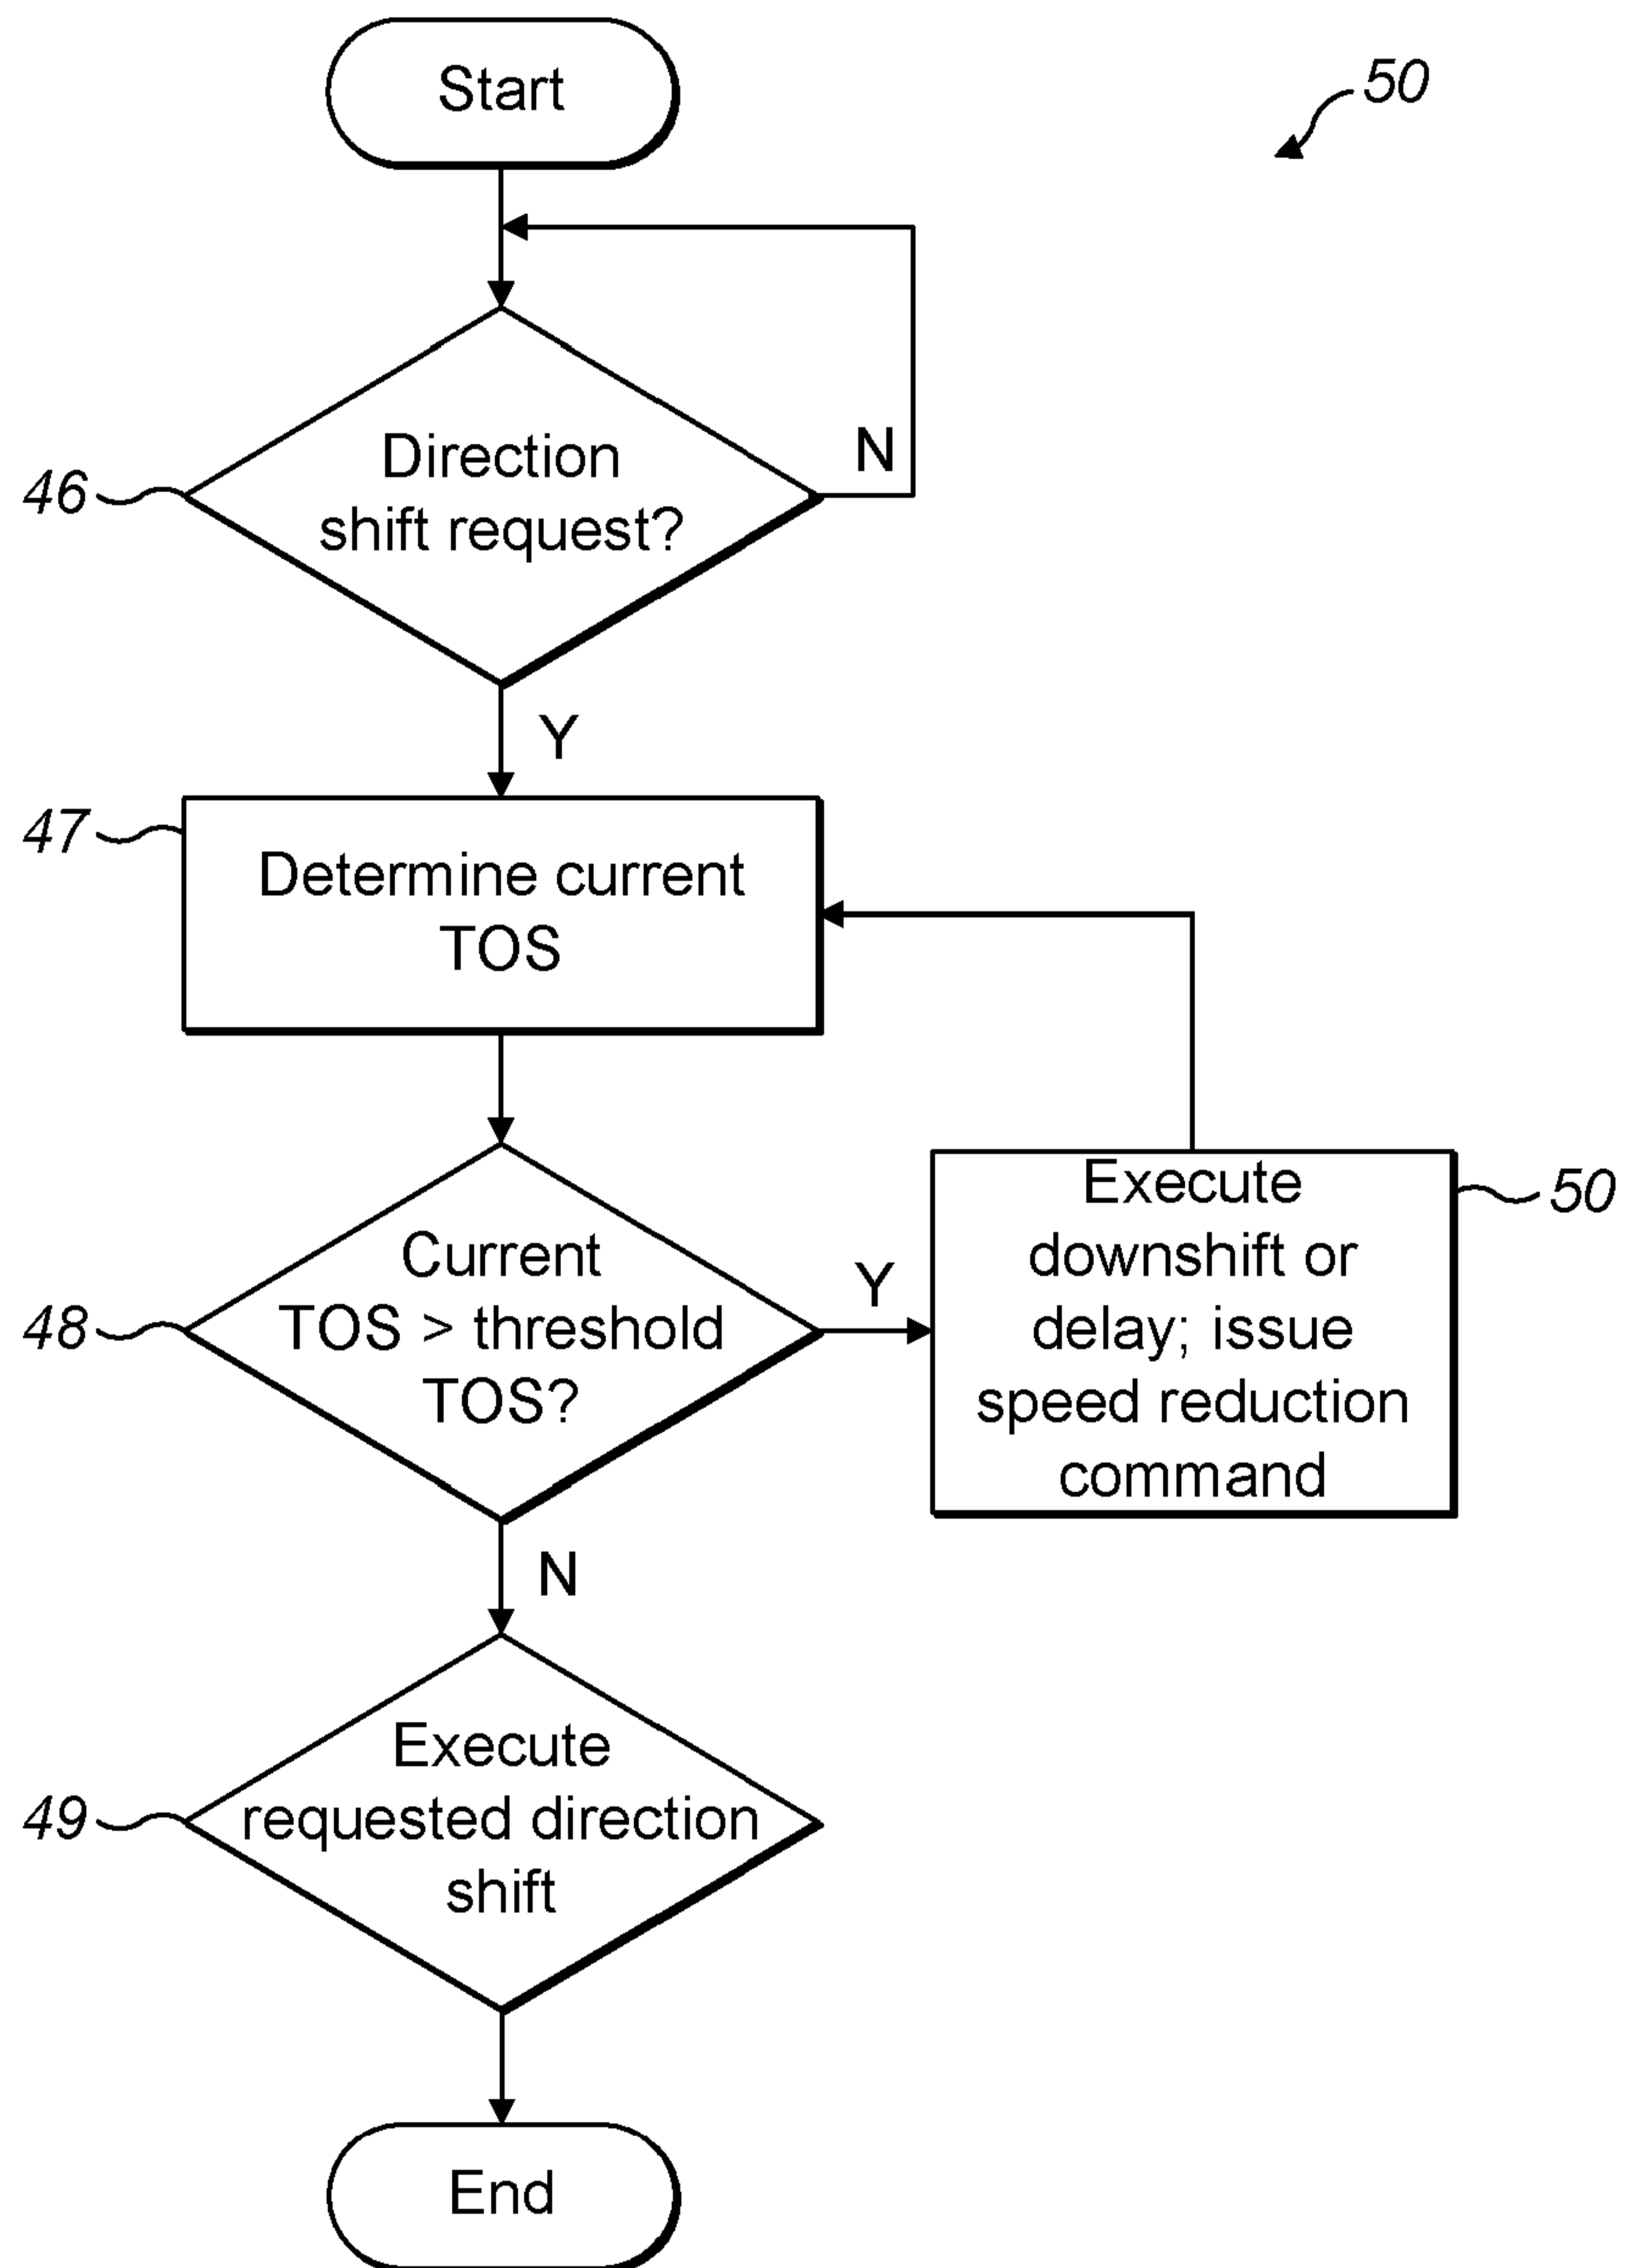 Start
50
Direction
shift request?
N
46
Y
47
Determine current
TOS
Current
TOS > threshold
TOS?
48
Y
Execute
downshift or
delay; issue
speed reduction
command
50
N
Execute
requested direction
shift
49
End